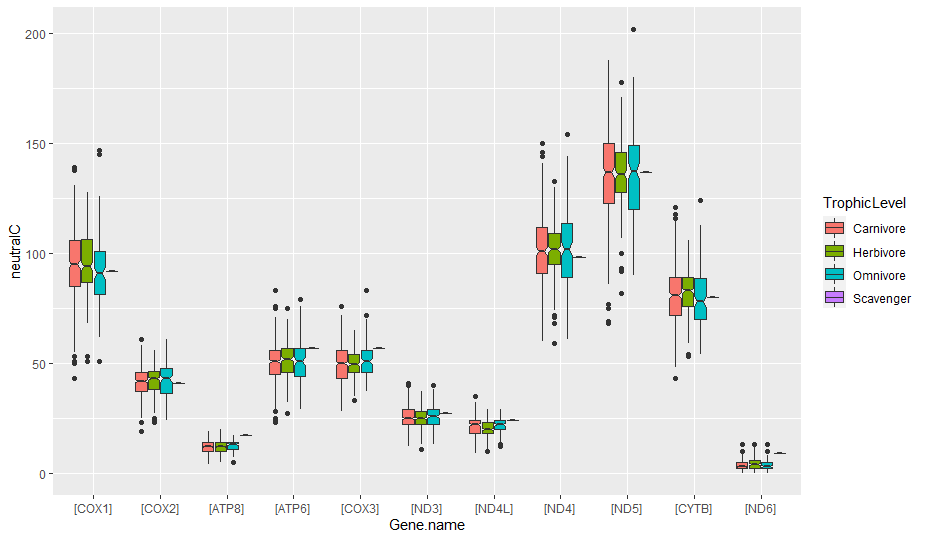 200
150
100
50
0
neutralC
[COX1] [COX2] [ATP8] [ATP6] [COX3] [ND3] [ND4L] [ND4] [ND5] [CYTB] [ND6]
Gene.name
TrophicLevel
Carnivore
Herbivore
Omnivore
Scavenger